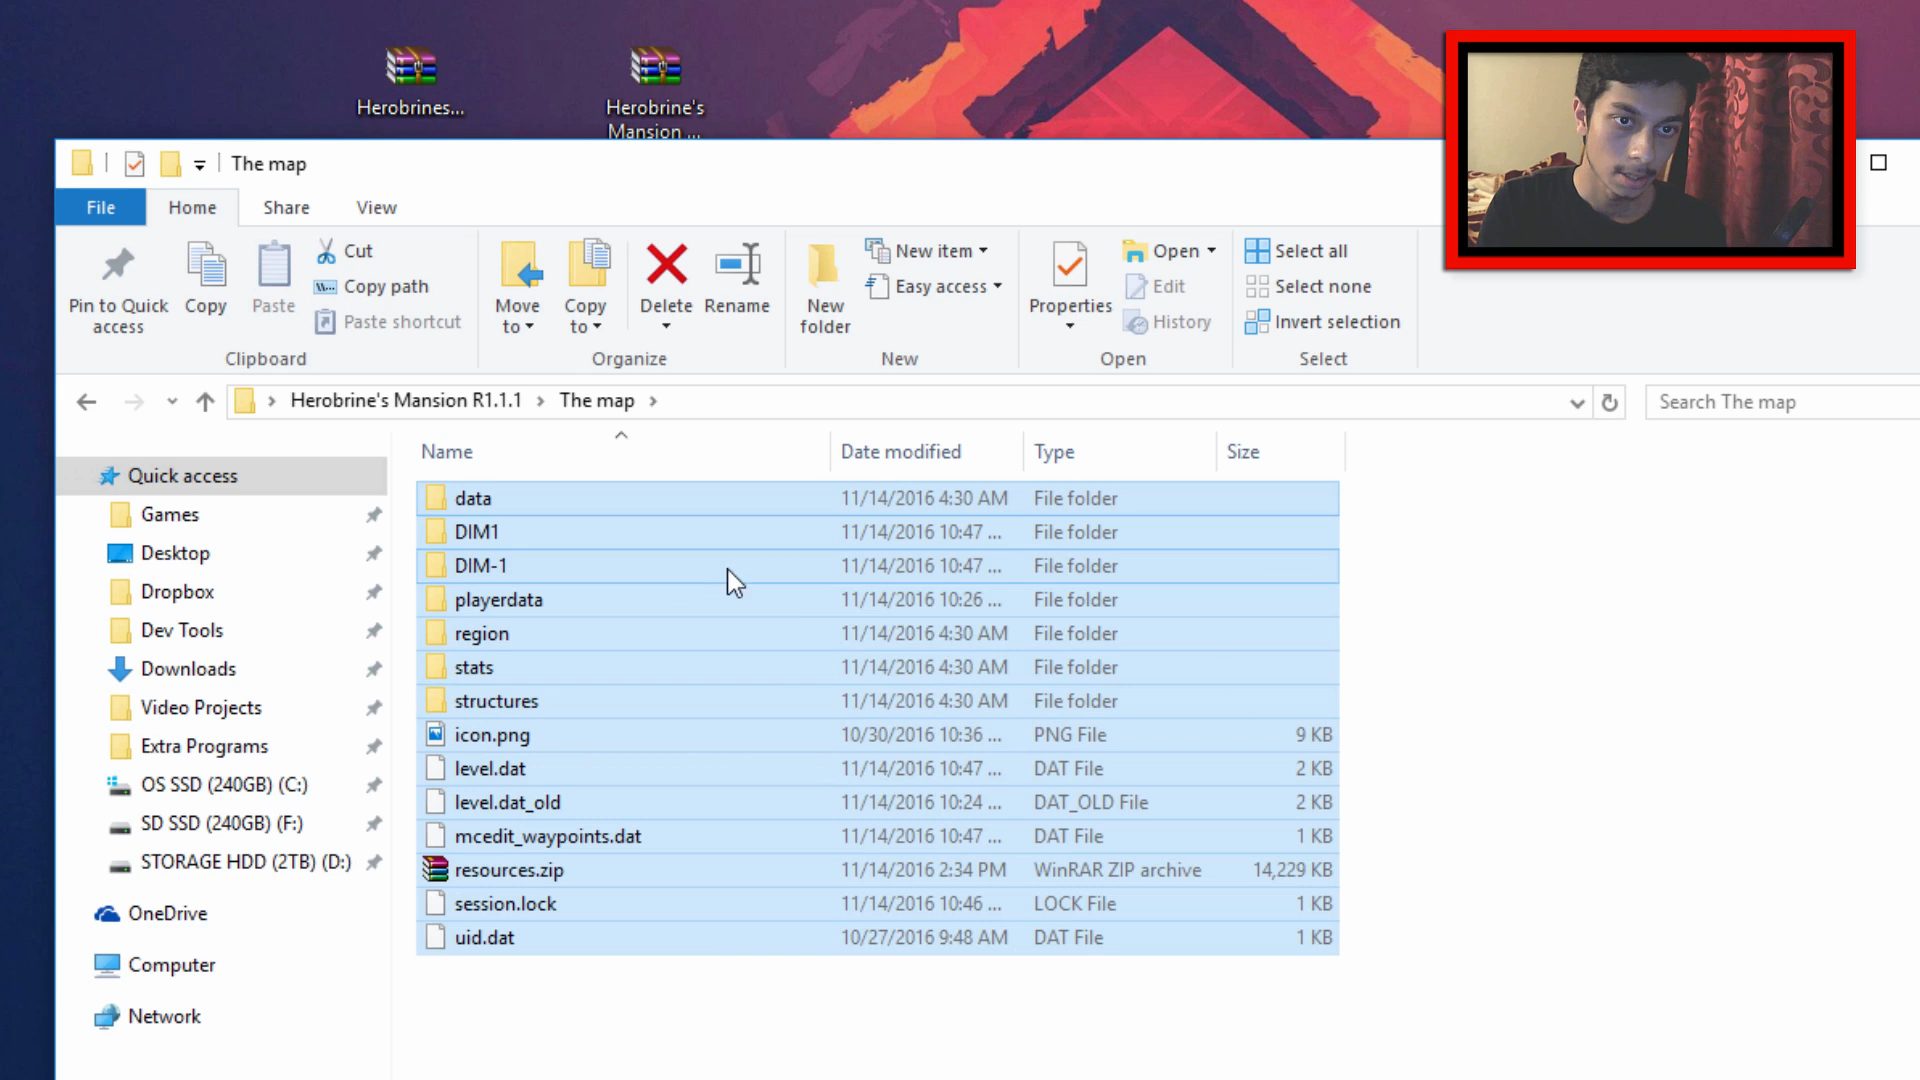 Herobrines...
Herobrine's
Mansion ...
The map
File
Home
Share
View
Pin to Quick
access
Copy
Paste
Cut
Copy path
Paste shortcut
Clipboard
Move
to
Copy
to
Delete
Rename
Organize
New
folder
New item
Easy access
New
Properties
Open
Edit
History
Open
Select all
Select none
Invert selection
Select
Herobrine's Mansion R1.1.1
The map
Search The map
Quick access
Games
Desktop
Dropbox
Dev Tools
Downloads
Video Projects
Extra Programs
OS SSD (240GB) (C:)
SD SSD (240GB) (F:)
STORAGE HDD (2TB) (D:)
OneDrive
Computer
Network
Name Date modified Type Size
data 11/14/2016 4:30 AM File folder
DIM1 11/14/2016 10:47 ... File folder
DIM-1 11/14/2016 10:47 ... File folder
playerdata 11/14/2016 10:26 ... File folder
region 11/14/2016 4:30 AM File folder
stats 11/14/2016 4:30 AM File folder
structures 11/14/2016 4:30 AM File folder
icon.png 10/30/2016 10:36 ... PNG File 9 KB
level.dat 11/14/2016 10:47 ... DAT File 2 KB
level.dat_old 11/14/2016 10:24 ... DAT_OLD File 2 KB
mcedit_waypoints.dat 11/14/2016 10:47 ... DAT File 1 KB
resources.zip 11/14/2016 2:34 PM WinRAR ZIP archive 14,229 KB
session.lock 11/14/2016 10:46 ... LOCK File 1 KB
uid.dat 10/27/2016 9:48 AM DAT File 1 KB